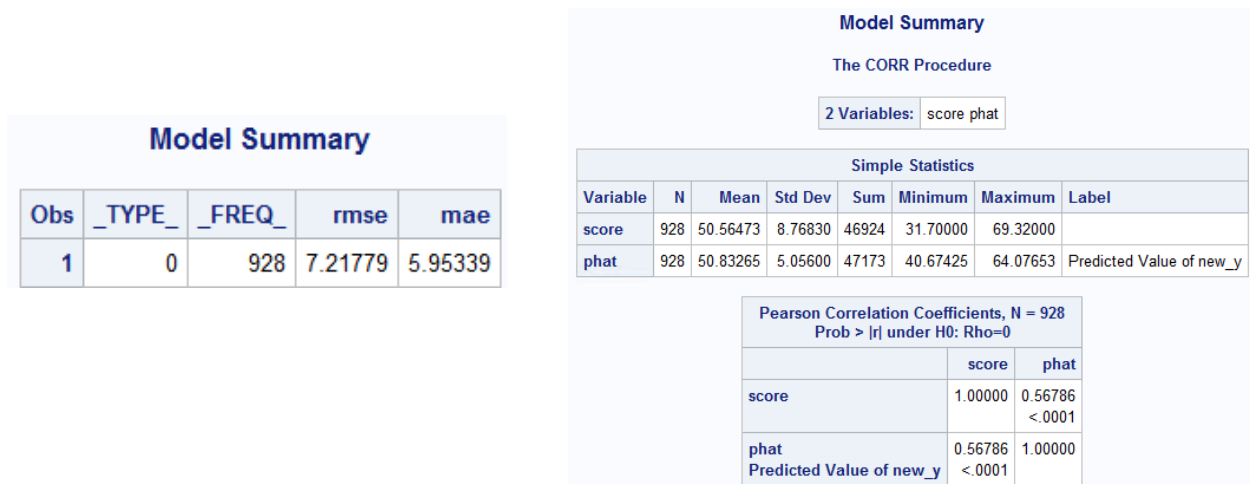 Model Summary
Obs _TYPE_ _FREQ_ rmse mae
1 0 928 7.21779 5.95339
Model Summary
The CORR Procedure
2 Variables: score phat
Simple Statistics
Variable N Mean Std Dev Sum Minimum Maximum Label
score 928 50.56473 8.76830 46924 31.70000 69.32000
phat 928 50.83265 5.05600 47173 40.67425 64.07653 Predicted Value of new_y
Pearson Correlation Coefficients, N = 928
Prob > |r| under H0: Rho=0
score phat
score 1.00000 0.56786
<.0001
phat 0.56786 1.00000
Predicted Value of new_y <.0001